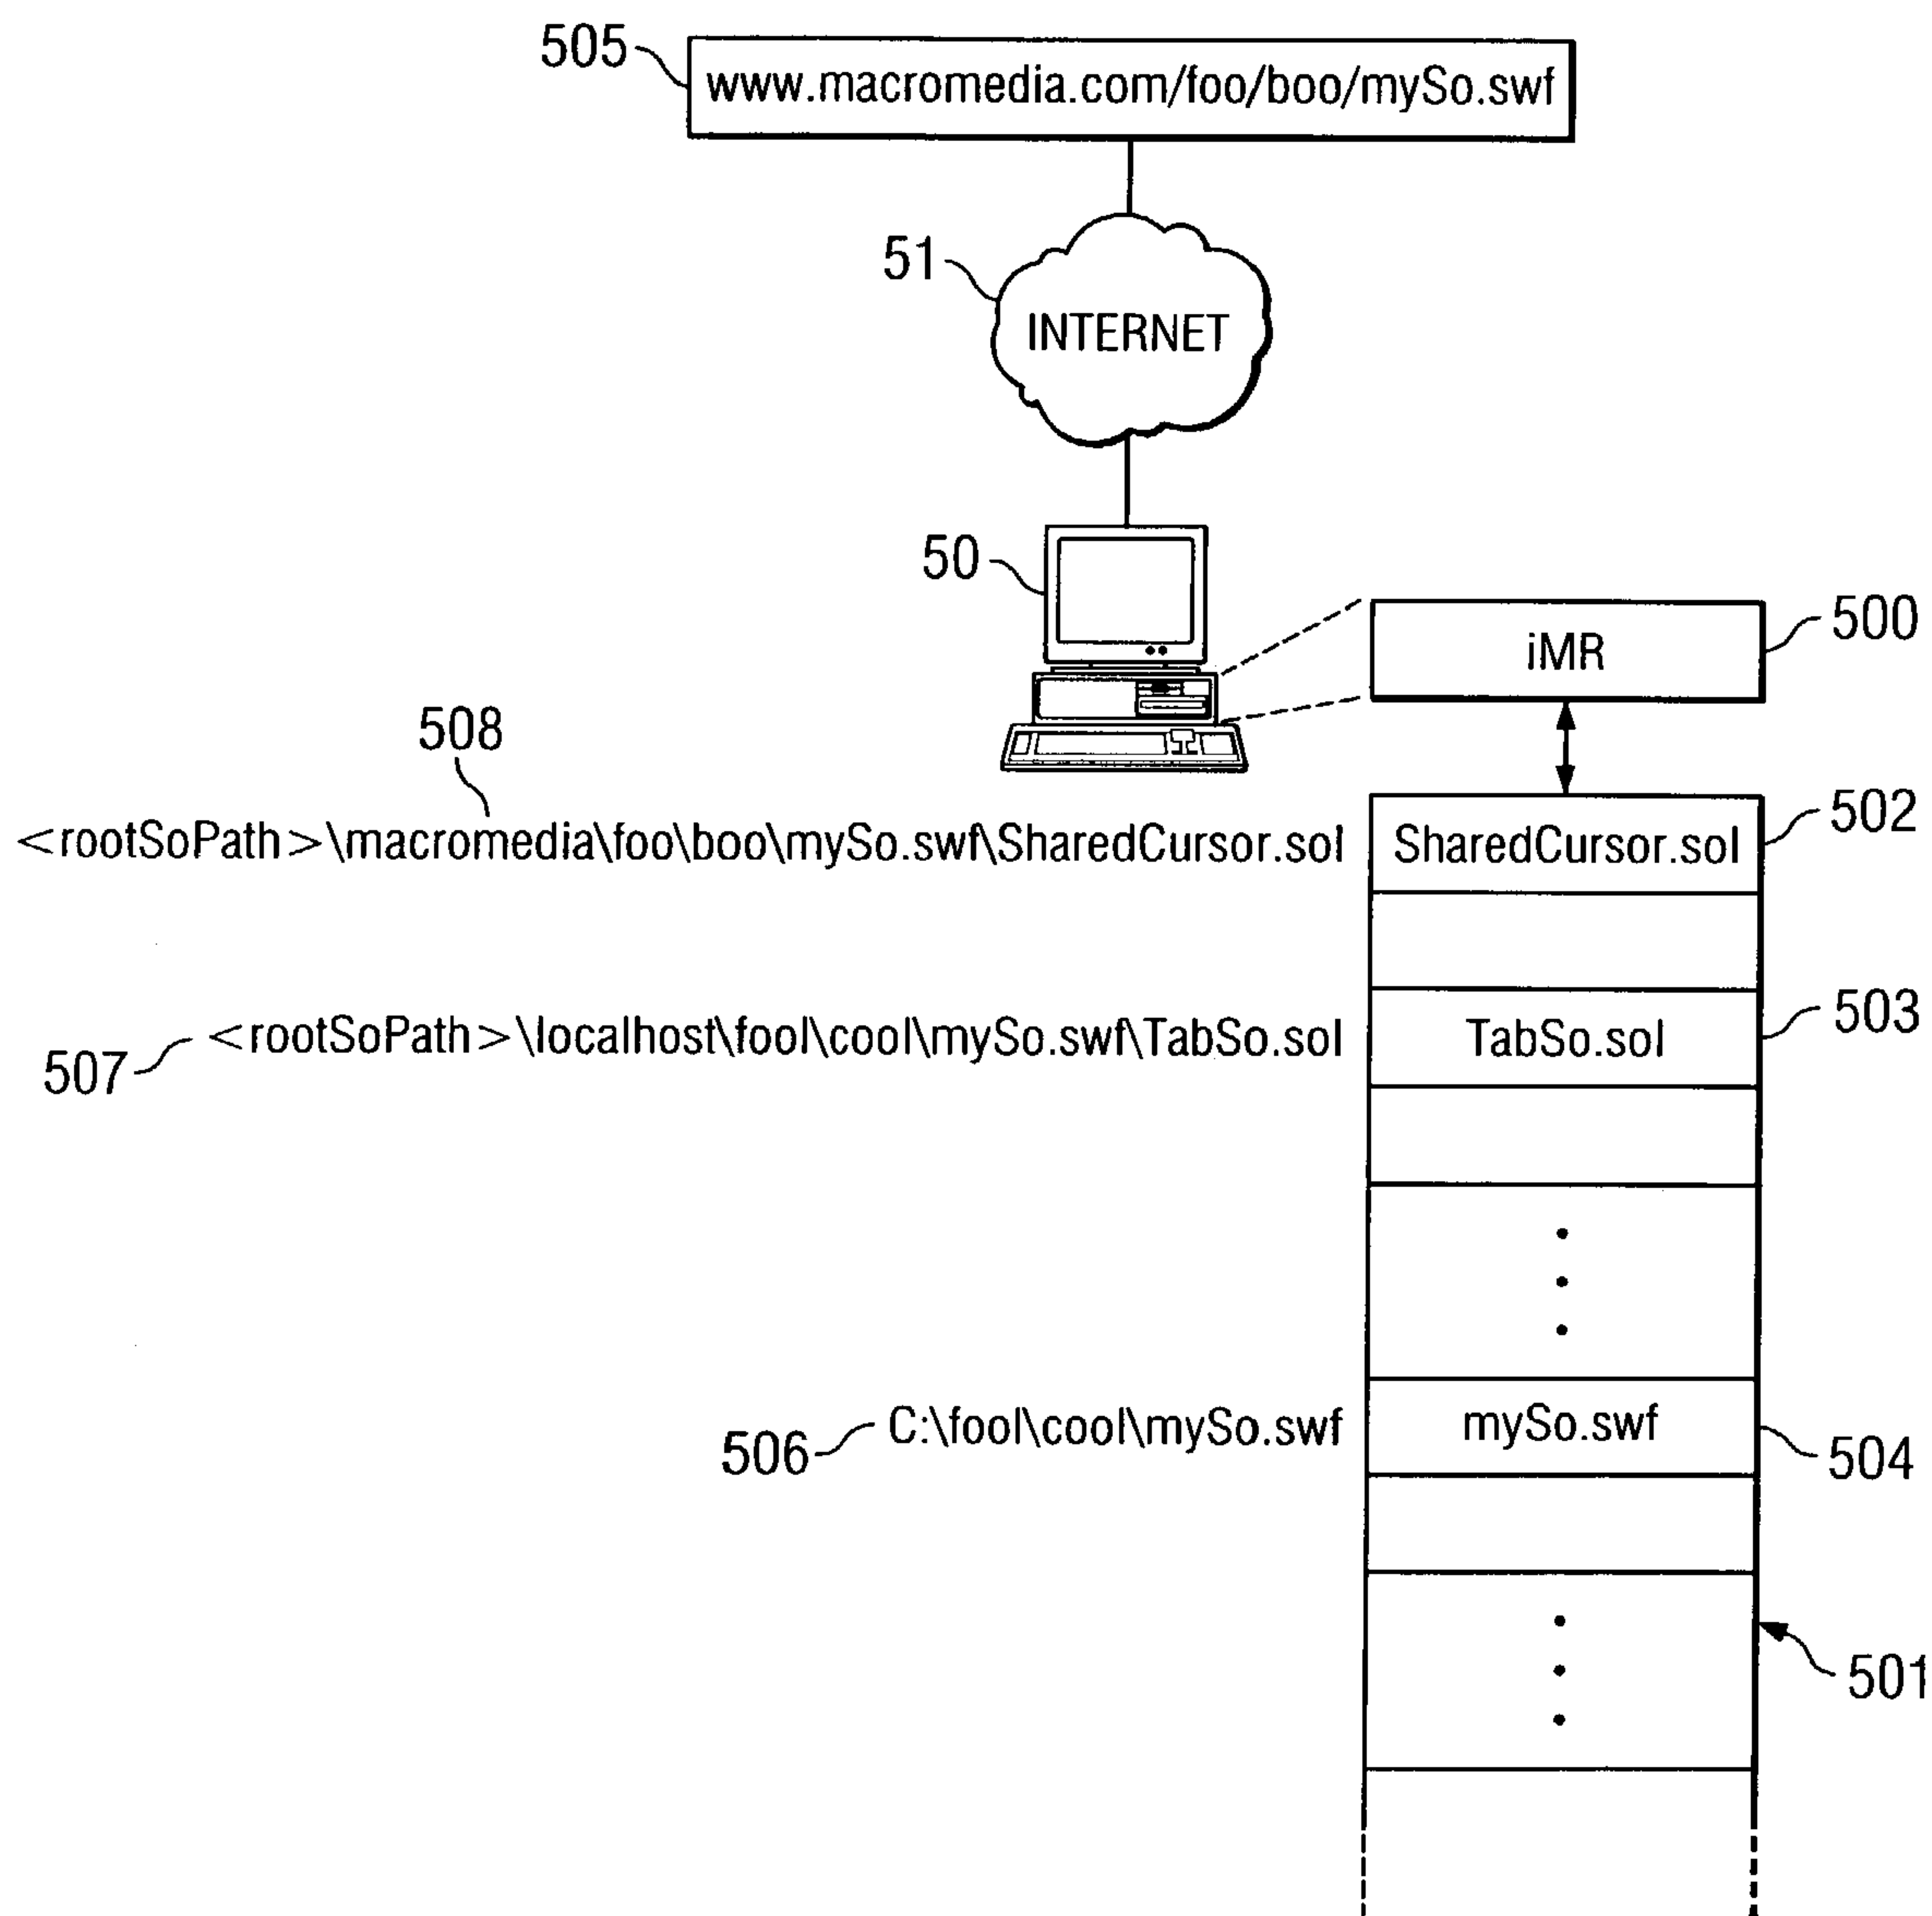 505
www.macromedia.com/foo/boo/mySo.swf
51
INTERNET
50
500
iMR
508
502
<rootSoPath>\macromedia\foo\boo\mySo.swf\SharedCursor.sol
SharedCursor.sol
503
<rootSoPath>\localhost\fool\cool\mySo.swf\TabSo.sol
TabSo.sol
507
C:\fool\cool\mySo.swf
mySo.swf
506
504
501